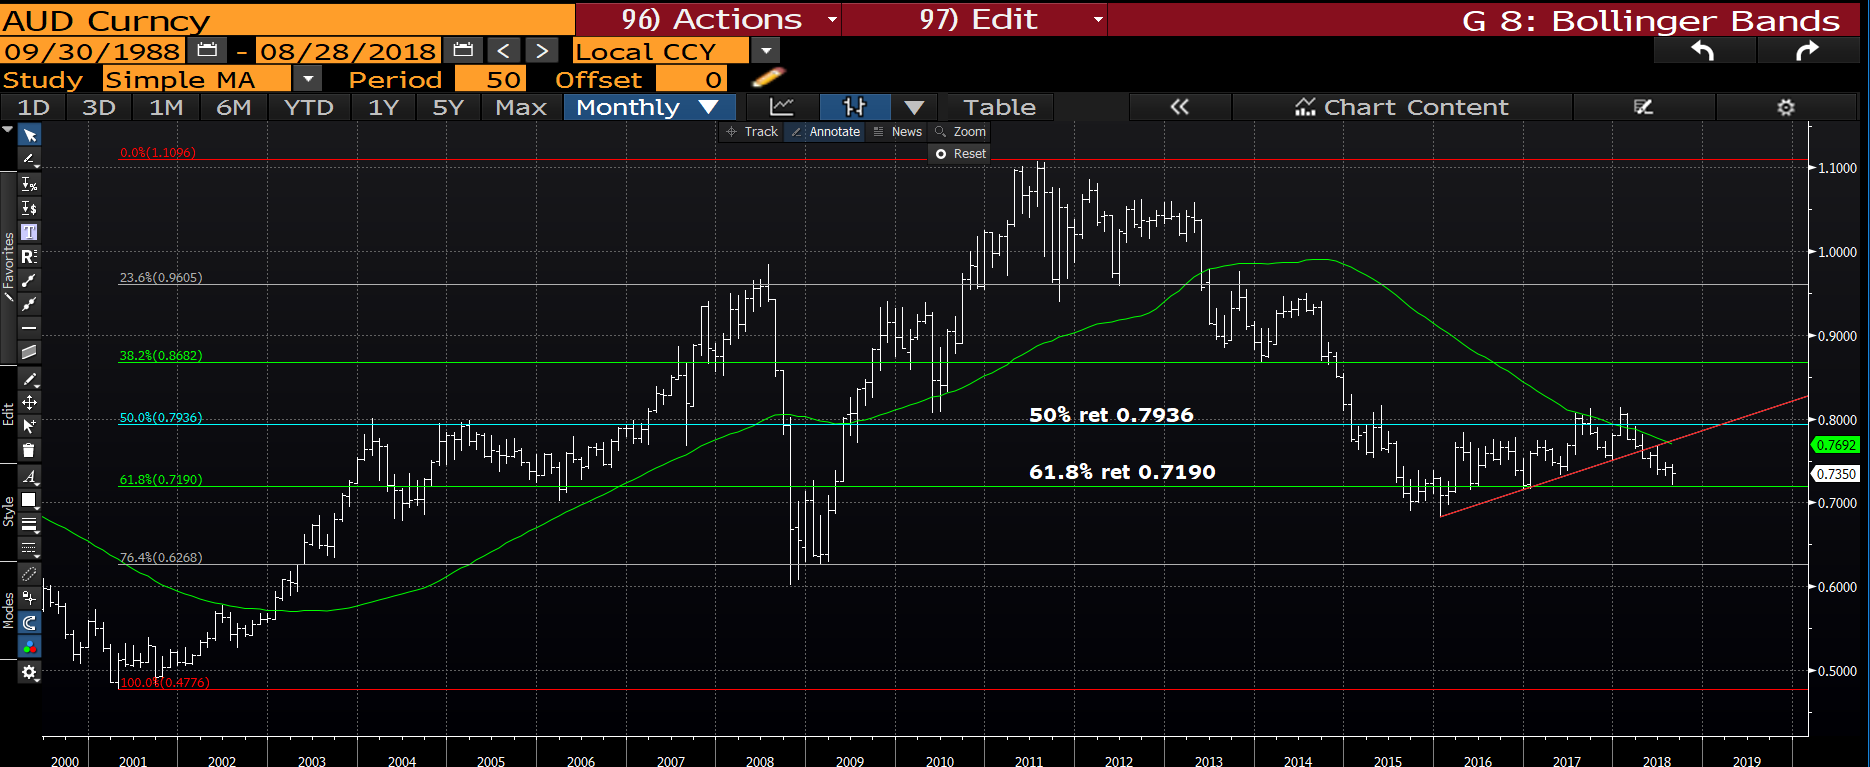 AUD Curncy 96) Actions 97) Edit G 8: Bollinger Bands
09/30/1988 - 08/28/2018 < > Local CCY
Study Simple MA Period 50 Offset 0
1D 3D 1M 6M YTD 1Y 5Y Max Monthly Table Chart Content
Track Annotate News Zoom
Reset
Favorites
Edit
Style
Modes
0.0%(1.1096)
23.6%(0.9605)
38.2%(0.8682)
50.0%(0.7936)
61.8%(0.7190)
76.4%(0.6268)
100.0%(0.4776)
50% ret 0.7936
61.8% ret 0.7190
1.1000
1.0000
0.9000
0.8000
0.7692
0.7350
0.7000
0.6000
0.5000
2000 2001 2002 2003 2004 2005 2006 2007 2008 2009 2010 2011 2012 2013 2014 2015 2016 2017 2018 2019